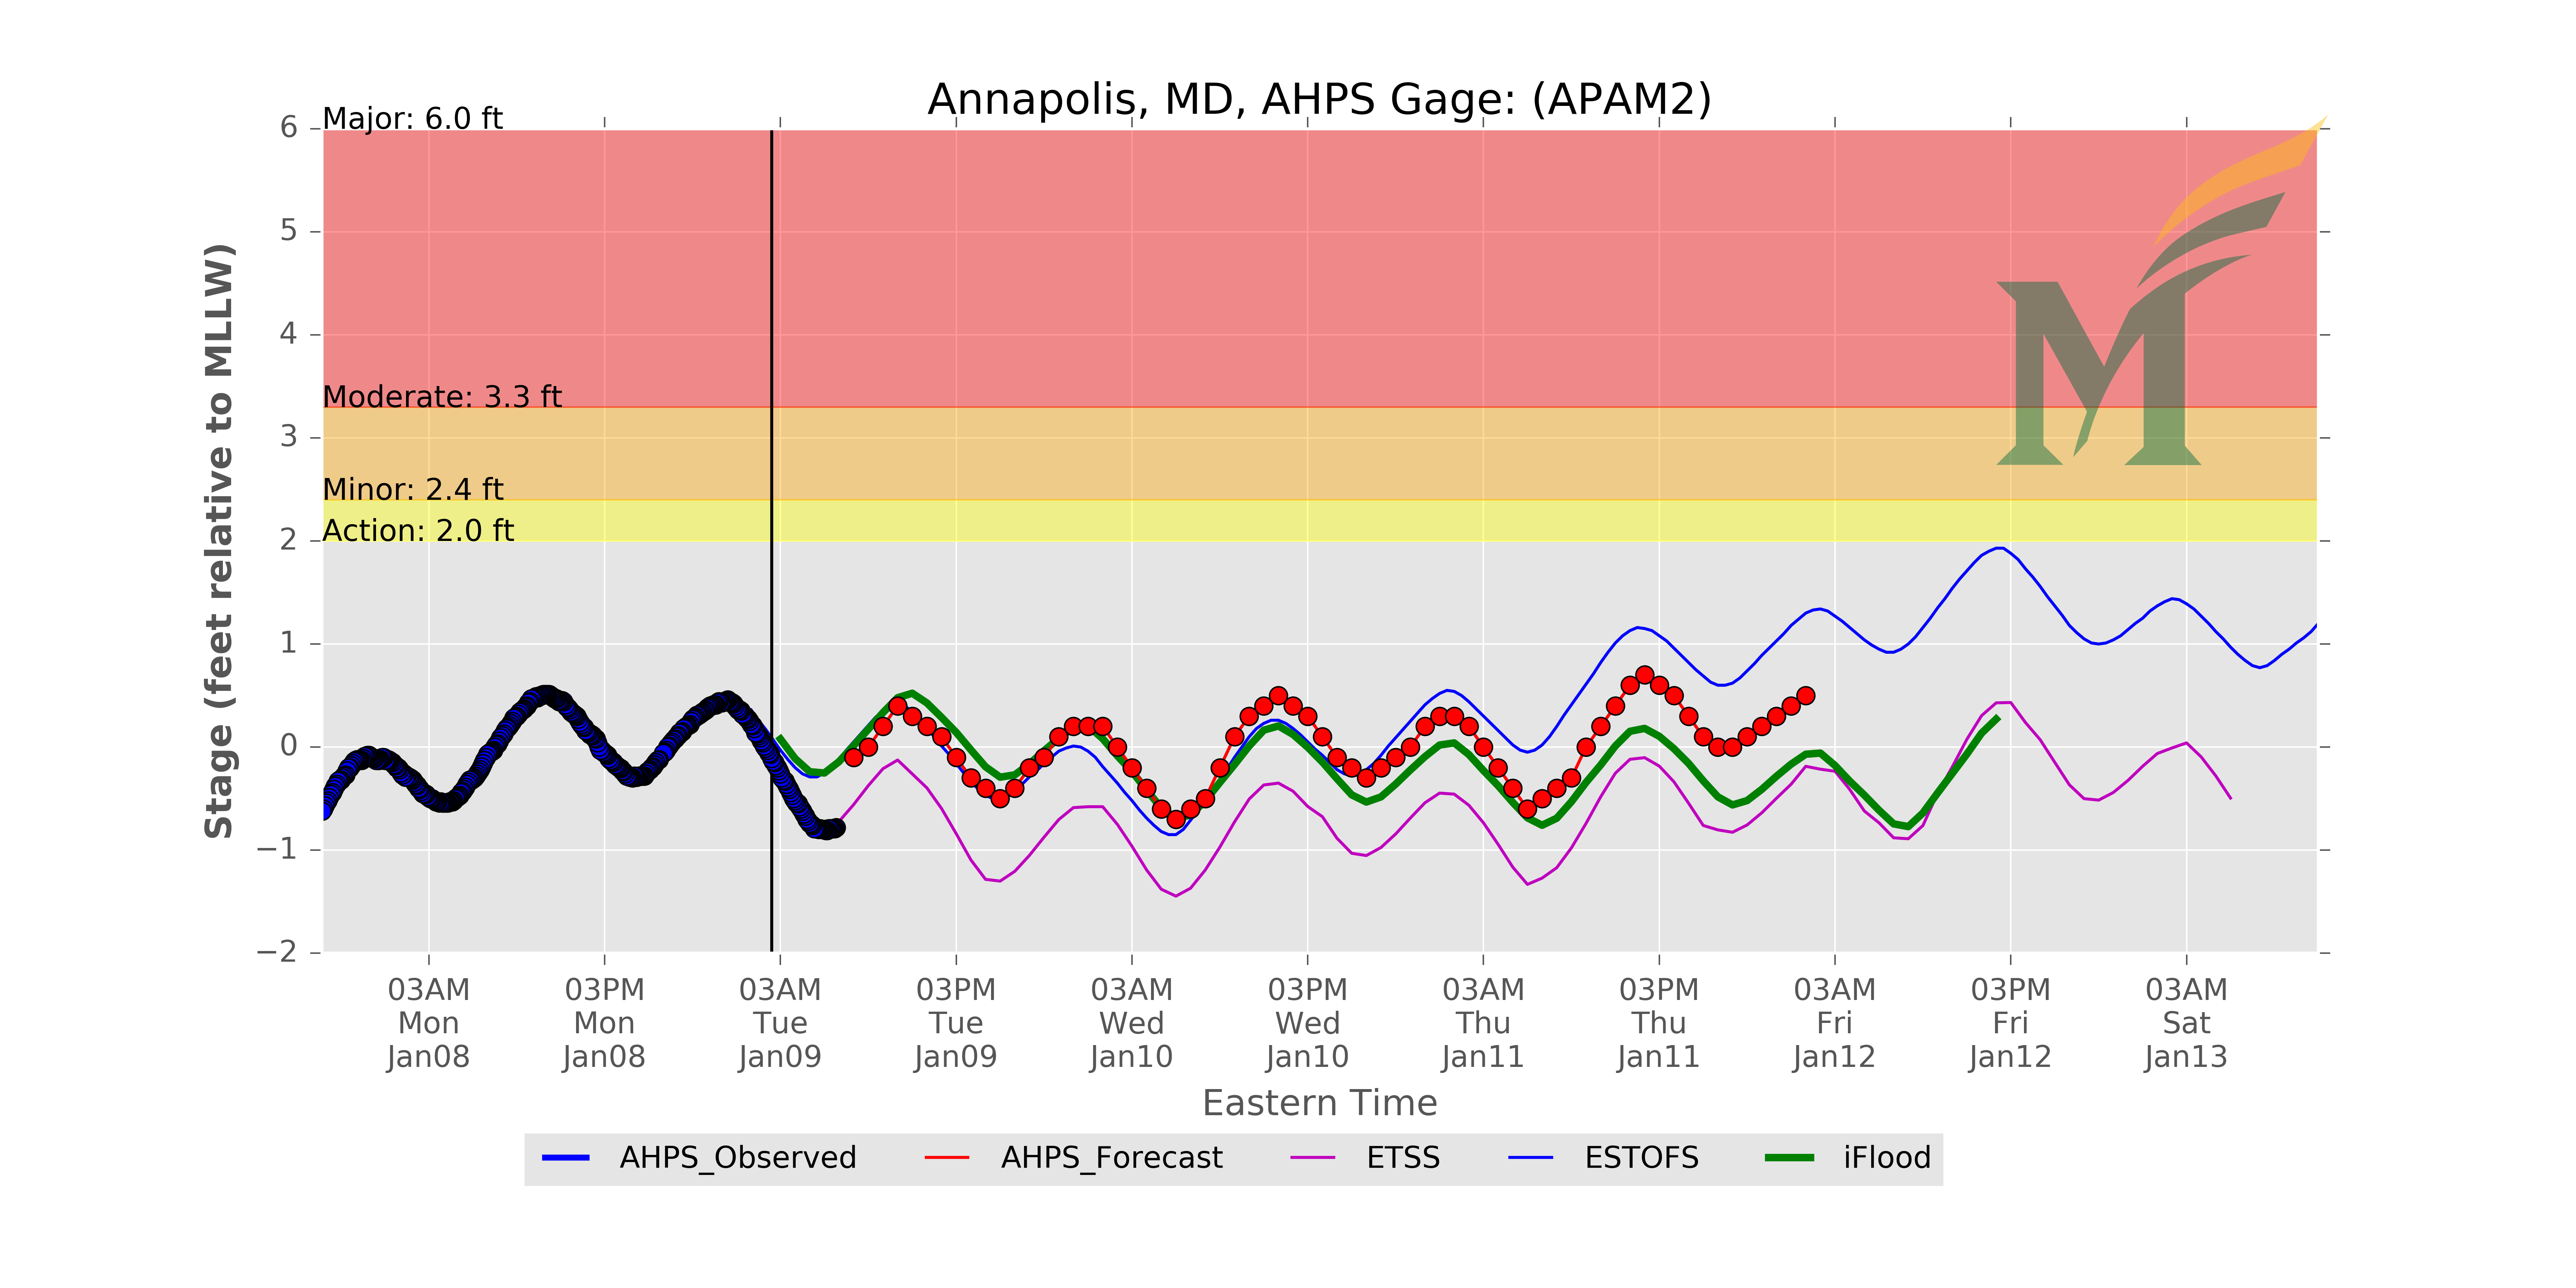 Annapolis, MD, AHPS Gage: (APAM2)
Major: 6.0 ft
Moderate: 3.3 ft
Minor: 2.4 ft
Action: 2.0 ft
Stage (feet relative to MLLW)
6
5
4
3
2
1
0
−1
−2
03AM 03PM 03AM 03PM 03AM 03PM 03AM 03PM 03AM 03PM 03AM
Mon Mon Tue Tue Wed Wed Thu Thu Fri Fri Sat
Jan08 Jan08 Jan09 Jan09 Jan10 Jan10 Jan11 Jan11 Jan12 Jan12 Jan13
Eastern Time
AHPS_Observed AHPS_Forecast ETSS ESTOFS iFlood
M